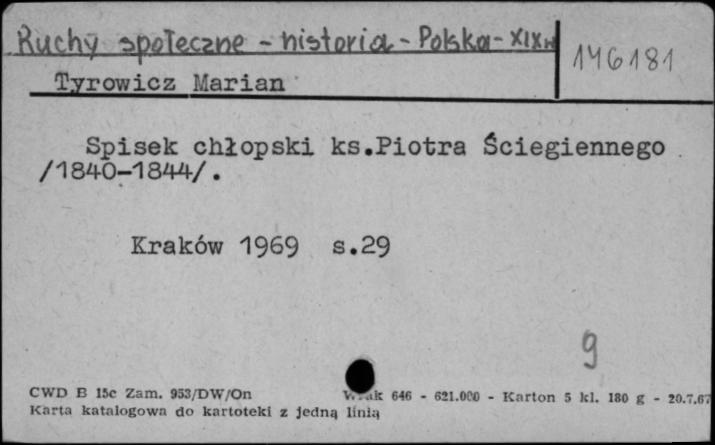 Ruchy społeczne - historia - Polska - XIXw
146181
Tyrowicz Marian
Spisek chłopski ks.Piotra Ściegiennego
/1840-1844/.
Kraków 1969 s.29
9
CWD B 15c Zam. 953/DW/On 646 - 621.000 - Karton 5 kl. 180 g - 20.7.67
Karta katalogowa do kartoteki z jedną linią